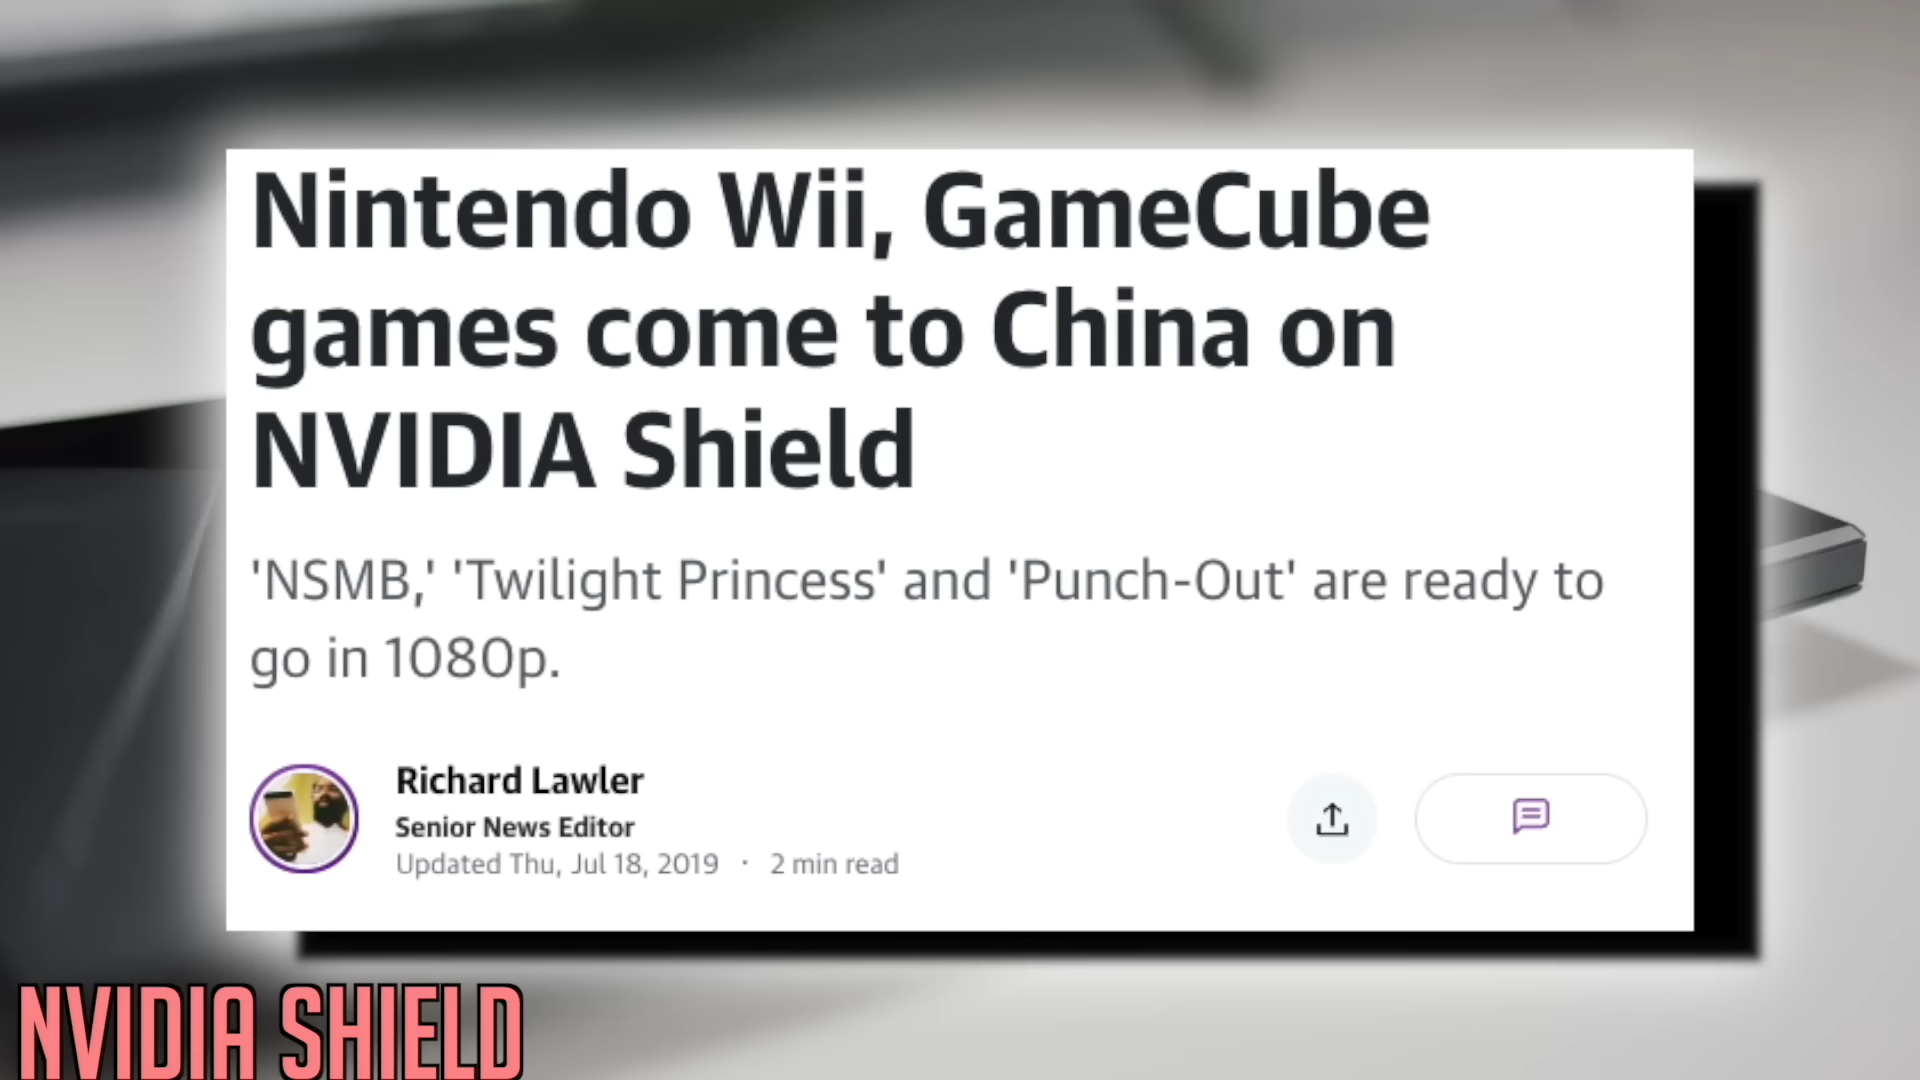 Nintendo Wii, GameCube
games come to China on
NVIDIA Shield
'NSMB,' 'Twilight Princess' and 'Punch-Out' are ready to
go in 1080p.
Richard Lawler
Senior News Editor
Updated Thu, Jul 18, 2019 · 2 min read
NVIDIA SHIELD